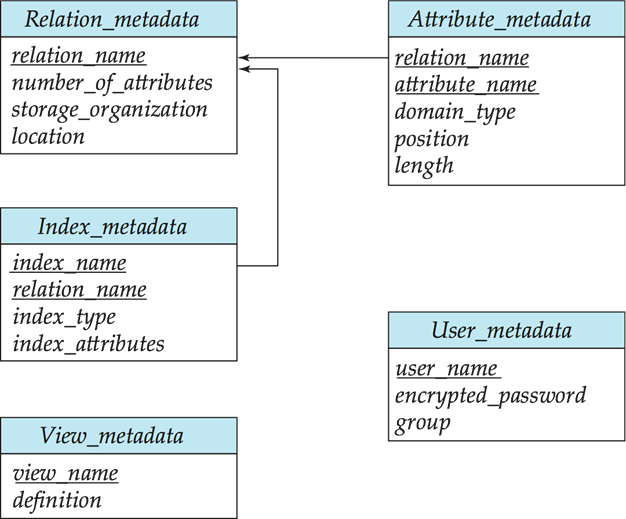 Relation_metadata
relation_name
number_of_attributes
storage_organization
location
Attribute_metadata
relation_name
attribute_name
domain_type
position
length
Index_metadata
index_name
relation_name
index_type
index_attributes
User_metadata
user_name
encrypted_password
group
View_metadata
view_name
definition